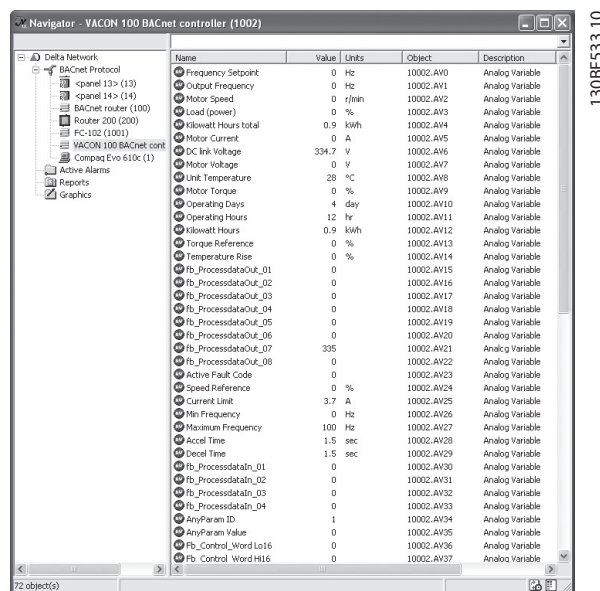 Navigator - VACON 100 BACnet controller (1002)
Delta Network
BACnet Protocol
<panel 13> (13)
<panel 14> (14)
BACnet router (100)
Router 200 (200)
FC-102 (1001)
VACON 100 BACnet cont
Compaq Evo 610c (1)
Active Alarms
Reports
Graphics
Name Value Units Object Description
Frequency Setpoint 0 Hz 10002.AV0 Analog Variable
Output Frequency 0 Hz 10002.AV1 Analog Variable
Motor Speed 0 r/min 10002.AV2 Analog Variable
Load (power) 0 % 10002.AV3 Analog Variable
Kilowatt Hours total 0.9 kWh 10002.AV4 Analog Variable
Motor Current 0 A 10002.AV5 Analog Variable
DC link Voltage 334.7 V 10002.AV6 Analog Variable
Motor Voltage 0 V 10002.AV7 Analog Variable
Unit Temperature 28 °C 10002.AV8 Analog Variable
Motor Torque 0 % 10002.AV9 Analog Variable
Operating Days 4 day 10002.AV10 Analog Variable
Operating Hours 12 hr 10002.AV11 Analog Variable
Kilowatt Hours 0.9 kWh 10002.AV12 Analog Variable
Torque Reference 0 % 10002.AV13 Analog Variable
Temperature Rise 0 % 10002.AV14 Analog Variable
fb_ProcessdataOut_01 0 10002.AV15 Analog Variable
fb_ProcessdataOut_02 0 10002.AV16 Analog Variable
fb_ProcessdataOut_03 0 10002.AV17 Analog Variable
fb_ProcessdataOut_04 0 10002.AV18 Analog Variable
fb_ProcessdataOut_05 0 10002.AV19 Analog Variable
fb_ProcessdataOut_06 0 10002.AV20 Analog Variable
fb_ProcessdataOut_07 335 10002.AV21 Analog Variable
fb_ProcessdataOut_08 0 10002.AV22 Analog Variable
Active Fault Code 0 10002.AV23 Analog Variable
Speed Reference 0 % 10002.AV24 Analog Variable
Current Limit 3.7 A 10002.AV25 Analog Variable
Min Frequency 0 Hz 10002.AV26 Analog Variable
Maximum Frequency 100 Hz 10002.AV27 Analog Variable
Accel Time 1.5 sec 10002.AV28 Analog Variable
Decel Time 1.5 sec 10002.AV29 Analog Variable
fb_ProcessdataIn_01 0 10002.AV30 Analog Variable
fb_ProcessdataIn_02 0 10002.AV31 Analog Variable
fb_ProcessdataIn_03 0 10002.AV32 Analog Variable
fb_ProcessdataIn_04 0 10002.AV33 Analog Variable
AnyParam ID 1 10002.AV34 Analog Variable
AnyParam Value 0 10002.AV35 Analog Variable
Fb_Control_Word Lo16 0 10002.AV36 Analog Variable
Fb_Control_Word Hi16 0 10002.AV37 Analog Variable
72 object(s)
130BF533.10